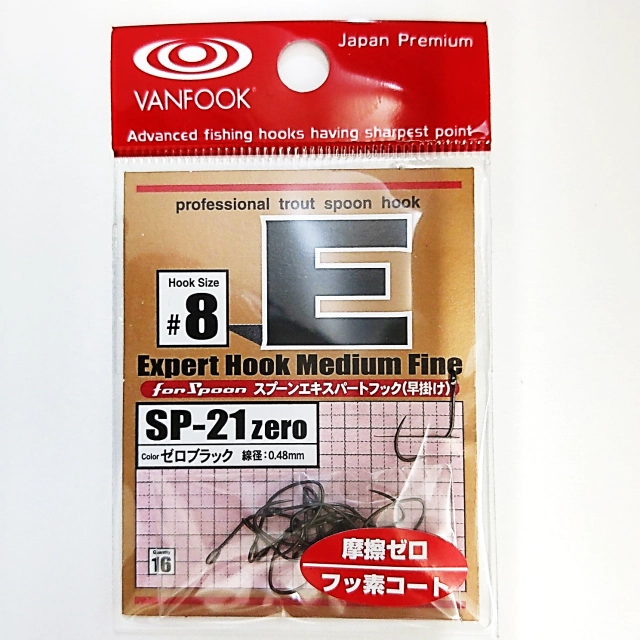 Japan Premium
VANFOOK®
Advanced fishing hooks having sharpest point
professional trout spoon hook
E
Hook Size
#8
Expert Hook Medium Fine
for Spoon スプーンエキスパートフック(早掛け)
SP-21 zero
Color ゼロブラック 線径:0.48mm
Quantity
16
摩擦ゼロ
フッ素コート